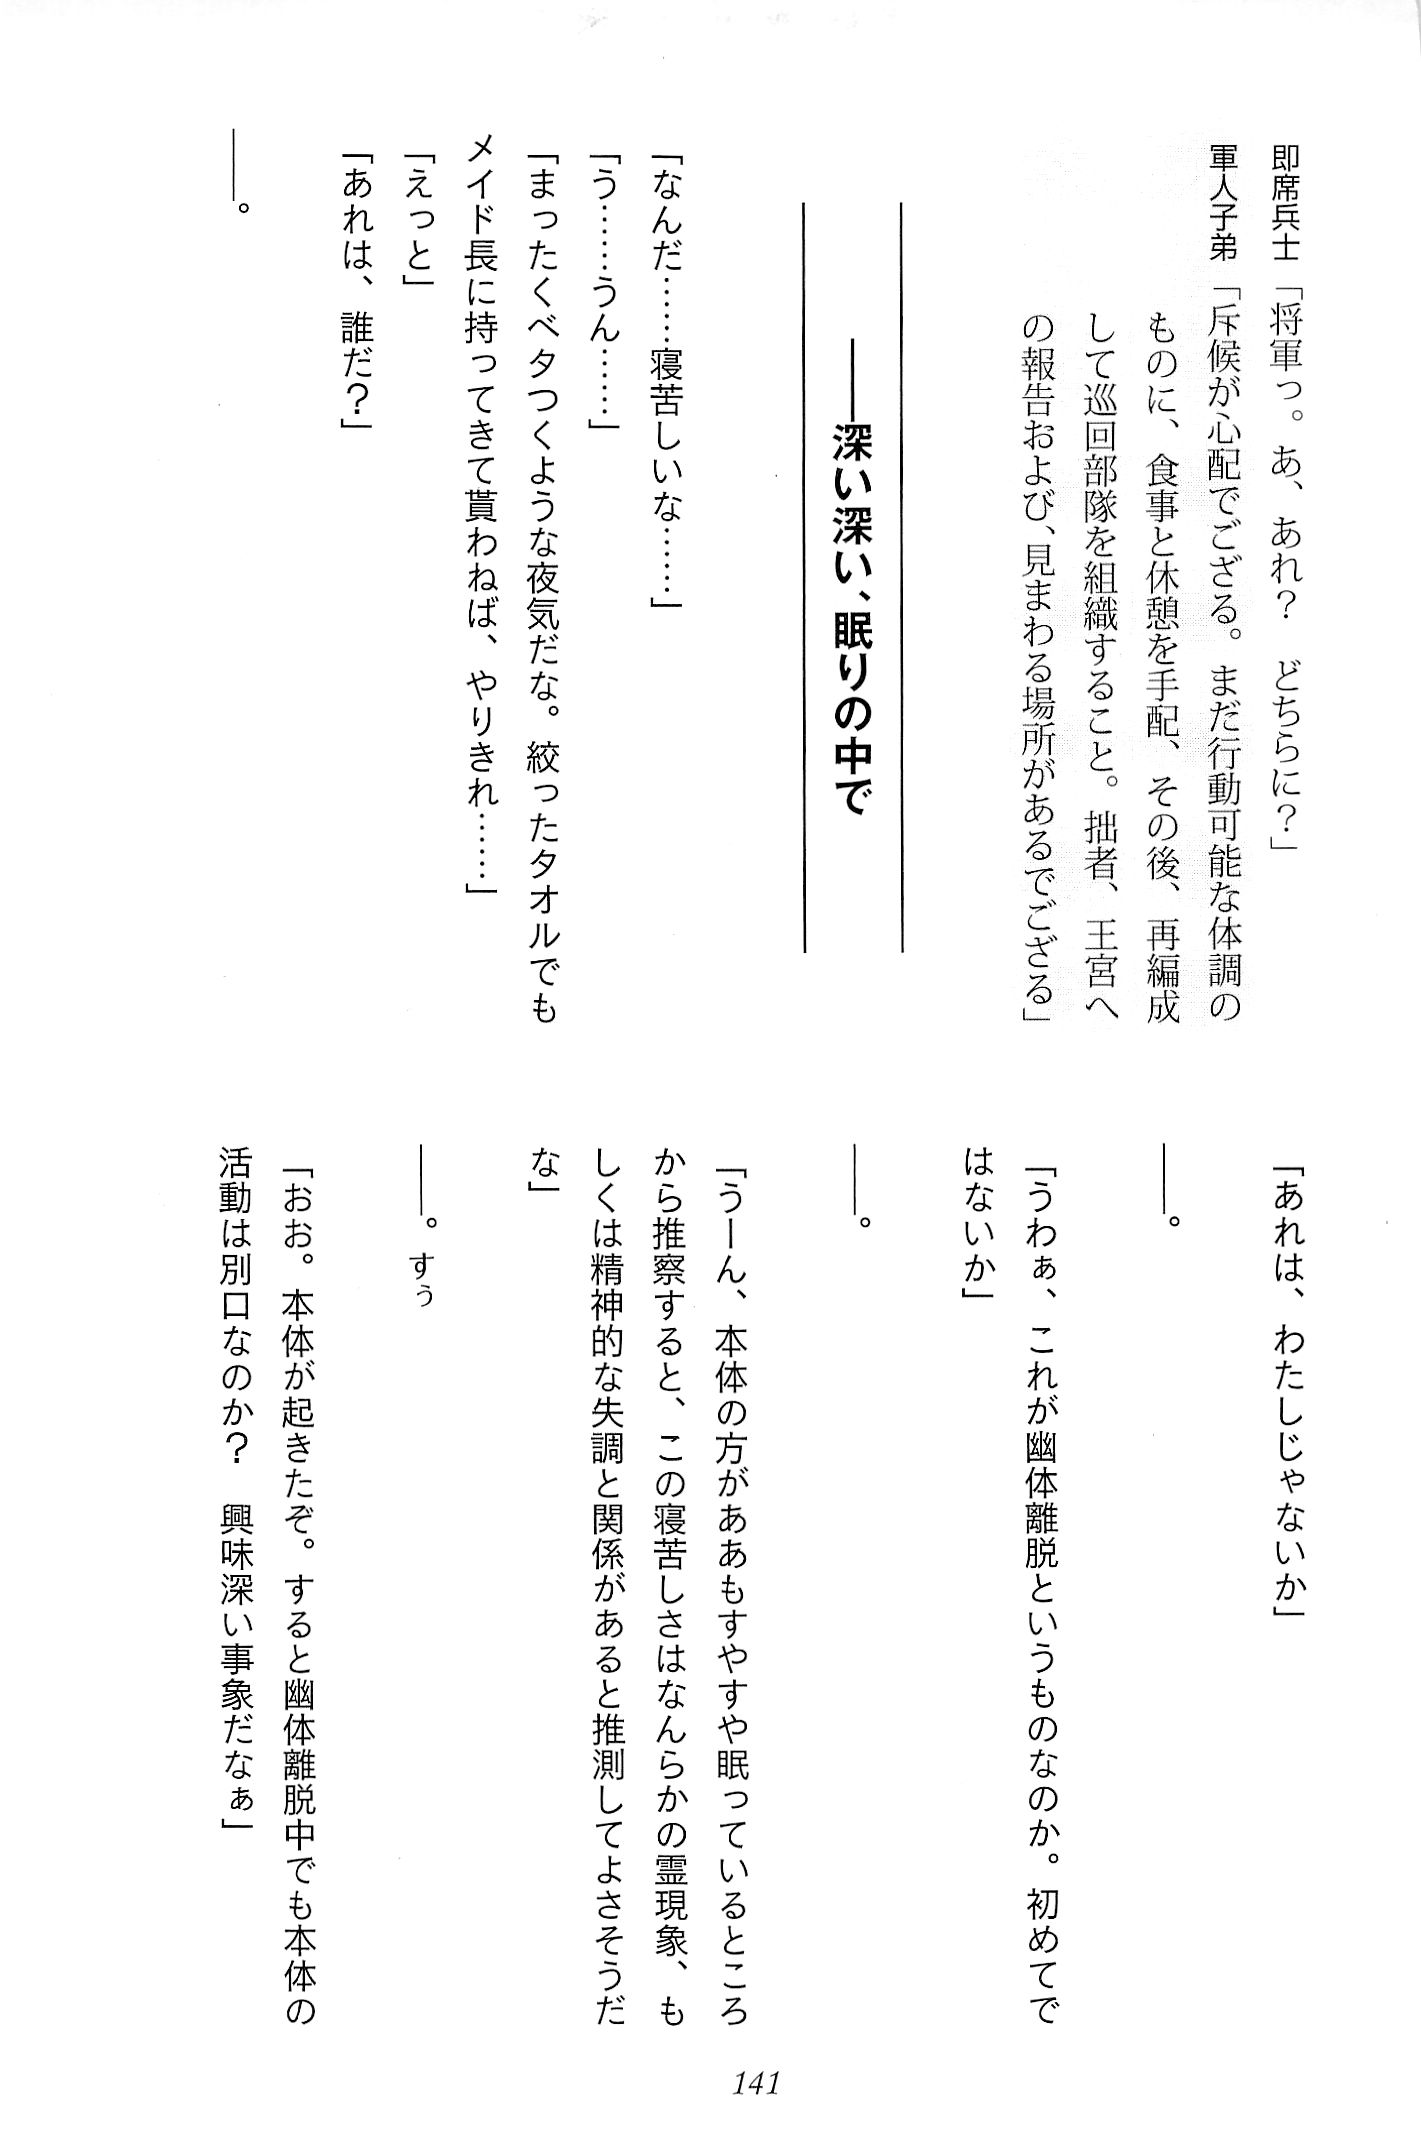 即席兵士「将軍っ。あ、あれ？　どちらに？」
軍人子弟「斥候が心配でござる。まだ行動可能な体調の
ものに、食事と休憩を手配、その後、再編成
して巡回部隊を組織すること。拙者、王宮へ
の報告および、見まわる場所があるでござる」
――深い深い、眠りの中で
「なんだ……寝苦しいな……」
「う……うん……」
「まったくベタつくような夜気だな。絞ったタオルでも
メイド長に持ってきて貰わねば、やりきれ……」
「えっと」
「あれは、誰だ？」
――。
「あれは、わたしじゃないか」
――。
「うわぁ、これが幽体離脱というものなのか。初めてで
はないか」
――。
「うーん、本体の方がああもすやすや眠っているところ
から推察すると、この寝苦しさはなんらかの霊現象、も
しくは精神的な失調と関係があると推測してよさそうだ
な」
――。すぅ
「おお。本体が起きたぞ。すると幽体離脱中でも本体の
活動は別口なのか？　興味深い事象だなぁ」
141